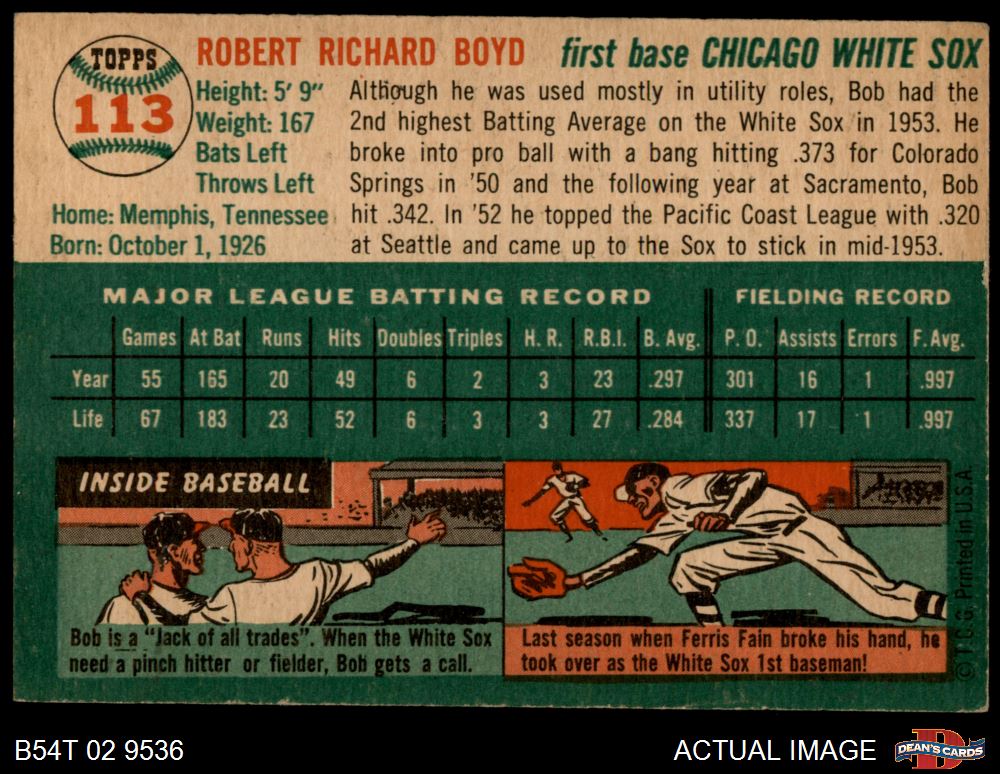 TOPPS
113
ROBERT RICHARD BOYD first base CHICAGO WHITE SOX
Height: 5' 9"
Weight: 167
Bats Left
Throws Left
Home: Memphis, Tennessee
Born: October 1, 1926
Although he was used mostly in utility roles, Bob had the
2nd highest Batting Average on the White Sox in 1953. He
broke into pro ball with a bang hitting .373 for Colorado
Springs in '50 and the following year at Sacramento, Bob
hit .342. In '52 he topped the Pacific Coast League with .320
at Seattle and came up to the Sox to stick in mid-1953.
MAJOR LEAGUE BATTING RECORD FIELDING RECORD
Games At Bat Runs Hits Doubles Triples H. R. R.B.I. B. Avg. P. O. Assists Errors F. Avg.
Year 55 165 20 49 6 2 3 23 .297 301 16 1 .997
Life 67 183 23 52 6 3 3 27 .284 337 17 1 .997
INSIDE BASEBALL
Bob is a "Jack of all trades". When the White Sox
need a pinch hitter or fielder, Bob gets a call.
Last season when Ferris Fain broke his hand, he
took over as the White Sox 1st baseman!
© T.C.G. Printed in U.S.A.
B54T 02 9536
ACTUAL IMAGE
DEAN'S CARDS